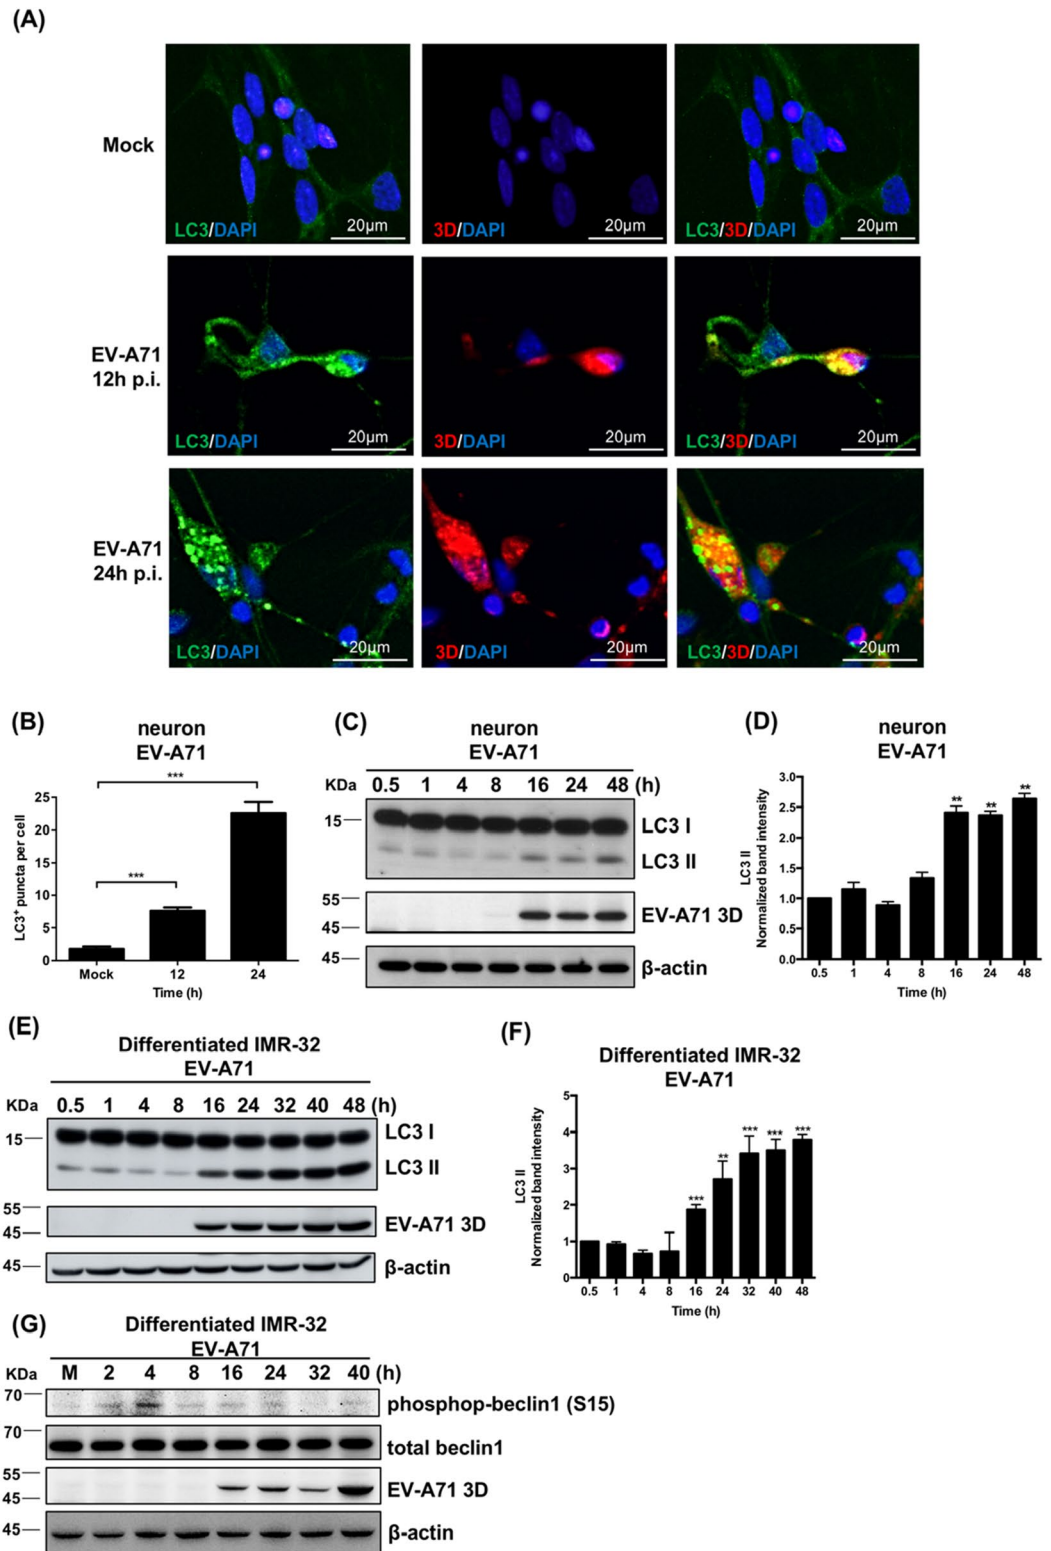 (A)
Mock
LC3/DAPI
20µm
3D/DAPI
20µm
LC3/3D/DAPI
20µm
EV-A71
12h p.i.
LC3/DAPI
20µm
3D/DAPI
20µm
LC3/3D/DAPI
20µm
EV-A71
24h p.i.
LC3/DAPI
20µm
3D/DAPI
20µm
LC3/3D/DAPI
20µm
(B)
neuron
EV-A71
LC3+ puncta per cell
25
20
15
10
5
0
***
***
Mock 12 24
Time (h)
(C)
neuron
EV-A71
KDa 0.5 1 4 8 16 24 48 (h)
15
LC3 I
LC3 II
55
45
EV-A71 3D
45
β-actin
(D)
neuron
EV-A71
LC3 II
Normalized band intensity
3.0
2.5
2.0
1.5
1.0
0.5
0.0
** ** **
0.5 1 4 8 16 24 48
Time (h)
(E)
Differentiated IMR-32
EV-A71
KDa 0.5 1 4 8 16 24 32 40 48 (h)
15
LC3 I
LC3 II
55
45
EV-A71 3D
45
β-actin
(F)
Differentiated IMR-32
EV-A71
LC3 II
Normalized band intensity
5
4
3
2
1
0
*** ** *** *** ***
0.5 1 4 8 16 24 32 40 48
Time (h)
(G)
Differentiated IMR-32
EV-A71
KDa M 2 4 8 16 24 32 40 (h)
70
phosphop-beclin1 (S15)
70
total beclin1
55
45
EV-A71 3D
45
β-actin